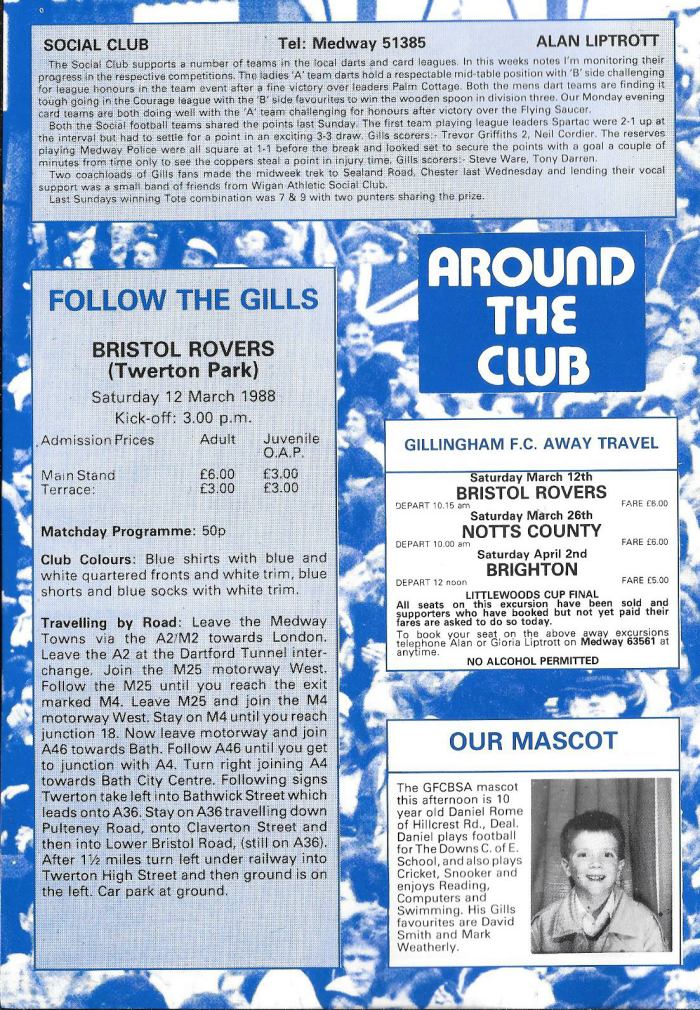 SOCIAL CLUB Tel: Medway 51385 ALAN LIPTROTT
The Social Club supports a number of teams in the local darts and card leagues. In this weeks notes I'm monitoring their
progress in the respective competitions. The ladies 'A' team darts hold a respectable mid-table position with 'B' side challenging
for league honours in the team event after a fine victory over leaders Palm Cottage. Both the mens dart teams are finding it
tough going in the Courage league with the 'B' side favourites to win the wooden spoon in division three. Our Monday evening
card teams are both doing well with the 'A' team challenging for honours after victory over the Flying Saucer.
Both the Social football teams shared the points last Sunday. The first team playing league leaders Spartac were 2-1 up at
the interval but had to settle for a point in an exciting 3-3 draw. Gills scorers:- Trevor Griffiths 2, Neil Cordier. The reserves
playing Medway Police were all square at 1-1 before the break and looked set to secure the points with a goal a couple of
minutes from time only to see the coppers steal a point in injury time. Gills scorers:- Steve Ware, Tony Darren.
Two coachloads of Gills fans made the midweek trek to Sealand Road, Chester last Wednesday and lending their vocal
support was a small band of friends from Wigan Athletic Social Club.
Last Sundays winning Tote combination was 7 & 9 with two punters sharing the prize.
AROUND
THE
CLUB
FOLLOW THE GILLS
BRISTOL ROVERS
(Twerton Park)
Saturday 12 March 1988
Kick-off: 3.00 p.m.
Admission Prices Adult Juvenile
O.A.P.
Main Stand £6.00 £3.00
Terrace: £3.00 £3.00
Matchday Programme: 50p
Club Colours: Blue shirts with blue and
white quartered fronts and white trim, blue
shorts and blue socks with white trim.
Travelling by Road: Leave the Medway
Towns via the A2/M2 towards London.
Leave the A2 at the Dartford Tunnel inter-
change. Join the M25 motorway West.
Follow the M25 until you reach the exit
marked M4. Leave M25 and join the M4
motorway West. Stay on M4 until you reach
junction 18. Now leave motorway and join
A46 towards Bath. Follow A46 until you get
to junction with A4. Turn right joining A4
towards Bath City Centre. Following signs
Twerton take left into Bathwick Street which
leads onto A36. Stay on A36 travelling down
Pulteney Road, onto Claverton Street and
then into Lower Bristol Road, (still on A36).
After 1½ miles turn left under railway into
Twerton High Street and then ground is on
the left. Car park at ground.
GILLINGHAM F.C. AWAY TRAVEL
Saturday March 12th
BRISTOL ROVERS
DEPART 10.15 am FARE £6.00
Saturday March 26th
NOTTS COUNTY
DEPART 10.00 am FARE £6.00
Saturday April 2nd
BRIGHTON
DEPART 12 noon FARE £5.00
LITTLEWOODS CUP FINAL
All seats on this excursion have been sold and
supporters who have booked but not yet paid their
fares are asked to do so today.
To book your seat on the above away excursions
telephone Alan or Gloria Liptrott on Medway 63561 at
anytime.
NO ALCOHOL PERMITTED
OUR MASCOT
The GFCBSA mascot
this afternoon is 10
year old Daniel Rome
of Hillcrest Rd., Deal.
Daniel plays football
for The Downs C. of E.
School, and also plays
Cricket, Snooker and
enjoys Reading,
Computers and
Swimming. His Gills
favourites are David
Smith and Mark
Weatherly.